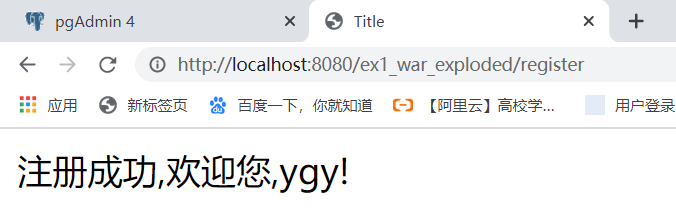 pgAdmin 4
Title
http://localhost:8080/ex1_war_exploded/register
应用
新标签页
百度一下，你就知道
【阿里云】高校学...
用户登录
注册成功,欢迎您,ygy!